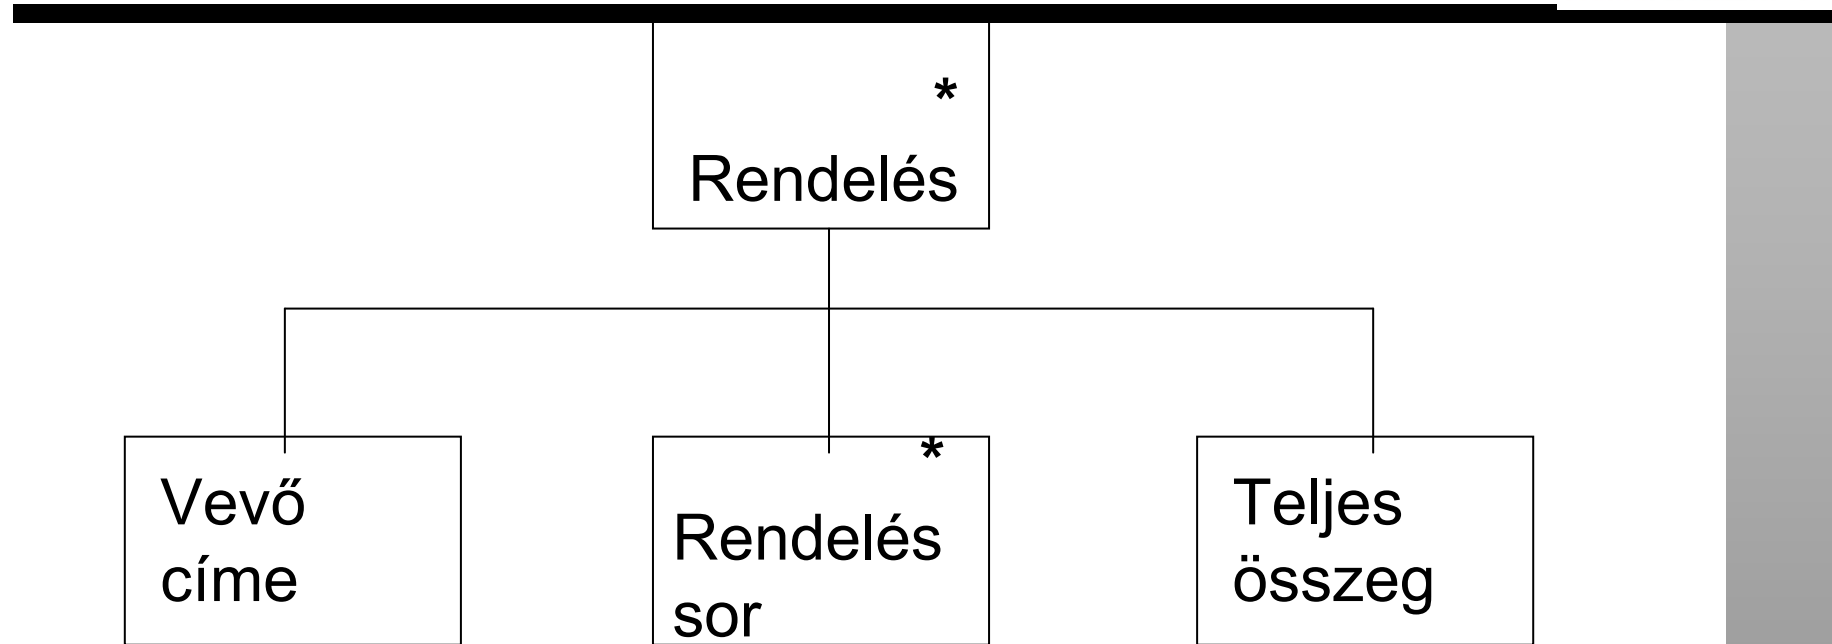 *
Rendelés
*
Vevő
címe
Rendelés
sor
Teljes
összeg